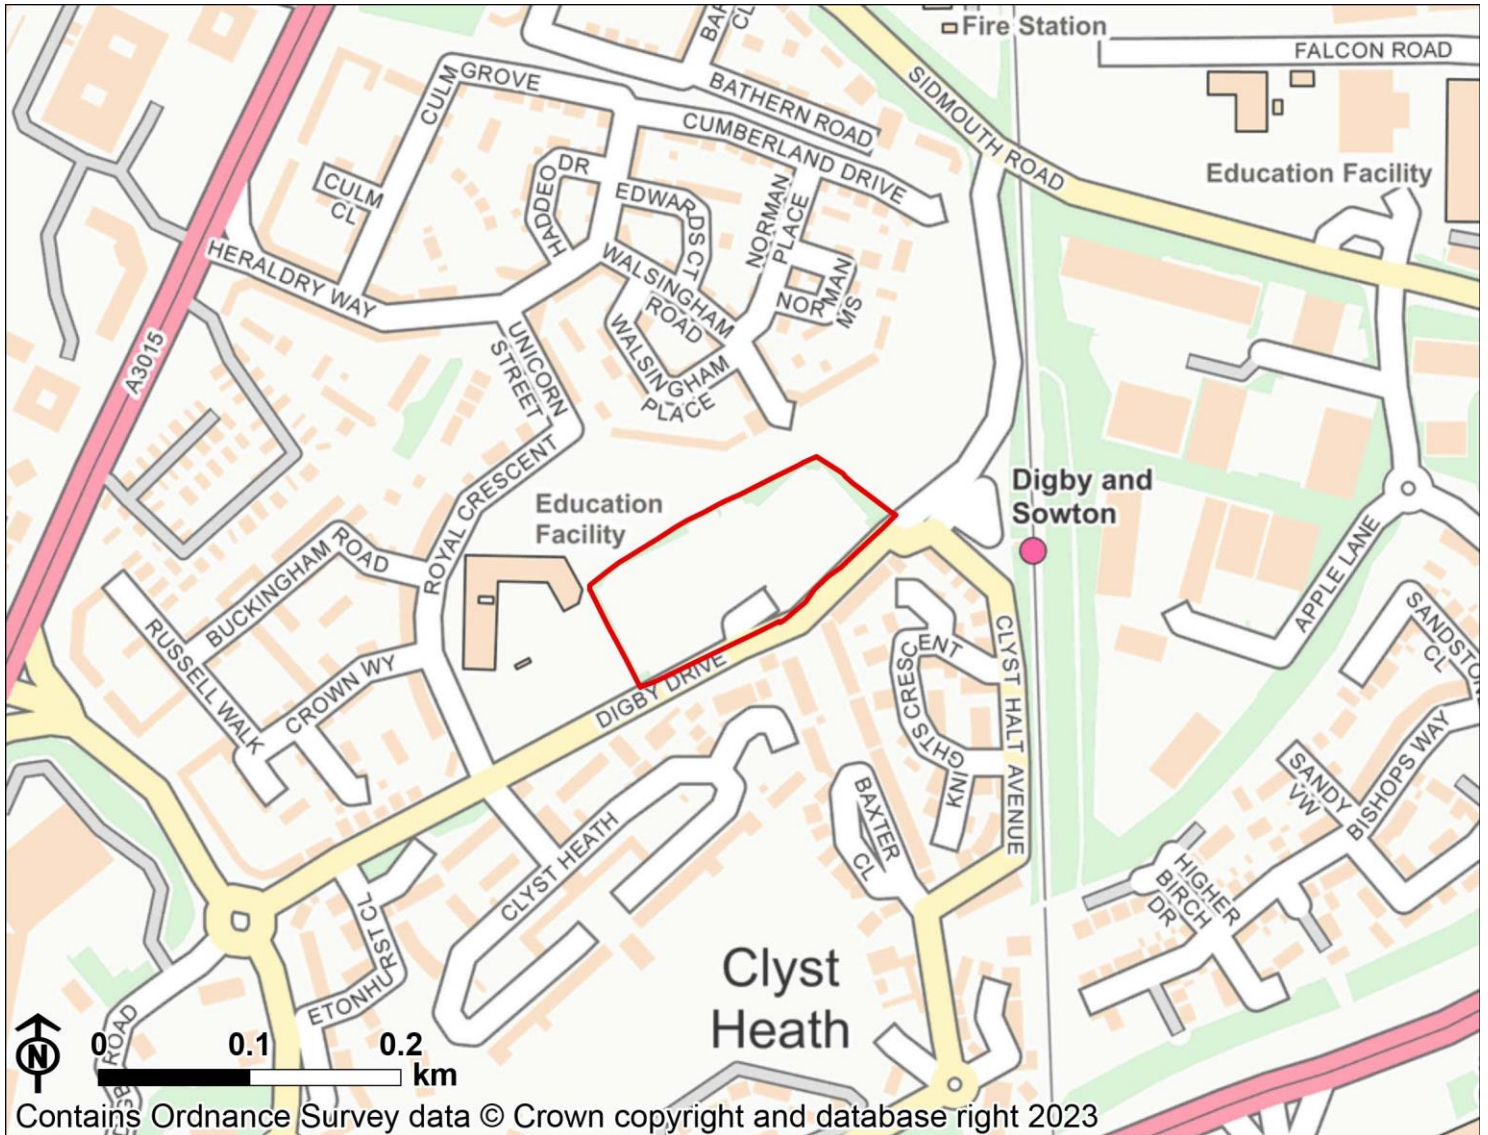 BATHERN ROAD
Fire Station
FALCON ROAD
SIDMOUTH ROAD
CULM
GROVE
CUMBERLAND DRIVE
Education Facility
CULM
CL
HADDEO
DR
EDWARDS CT
NORMAN
PLACE
NORMAN
MS
HERALDRY WAY
WALSINGHAM
ROAD
WALSINGHAM
PLACE
UNICORN
STREET
A3015
ROYAL CRESCENT
Education
Facility
Digby and
Sowton
BUCKINGHAM ROAD
RUSSELL WALK
CROWN WY
DIGBY DRIVE
KNIGHTS CRESCENT
CLYST HALT AVENUE
APPLE LANE
SANDSTON
CL
SANDY
VW
BISHOPS WAY
BAXTER
CL
CLYST HEATH
HIGHER
BIRCH
DR
ETONHURST CL
Clyst
Heath
ROAD
N
0 0.1 0.2
km
Contains Ordnance Survey data © Crown copyright and database right 2023